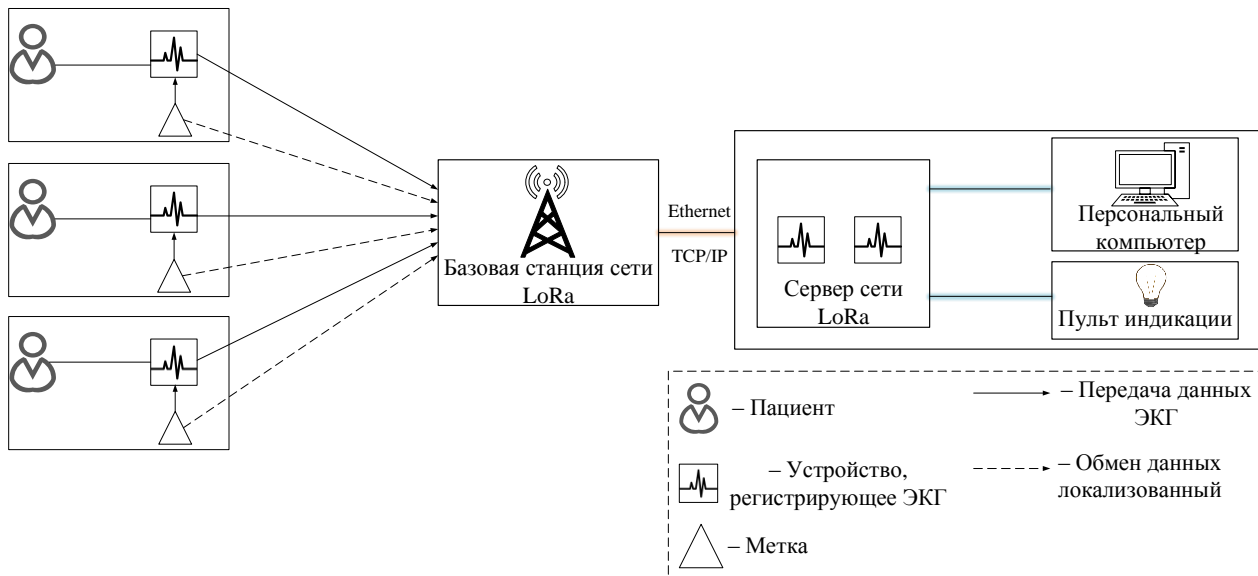 Базовая станция сети
LoRa
Ethernet
TCP/IP
Сервер сети
LoRa
Персональный
компьютер
Пульт индикации
– Пациент
– Устройство,
регистрирующее ЭКГ
– Метка
– Передача данных
ЭКГ
– Обмен данных
локализованный